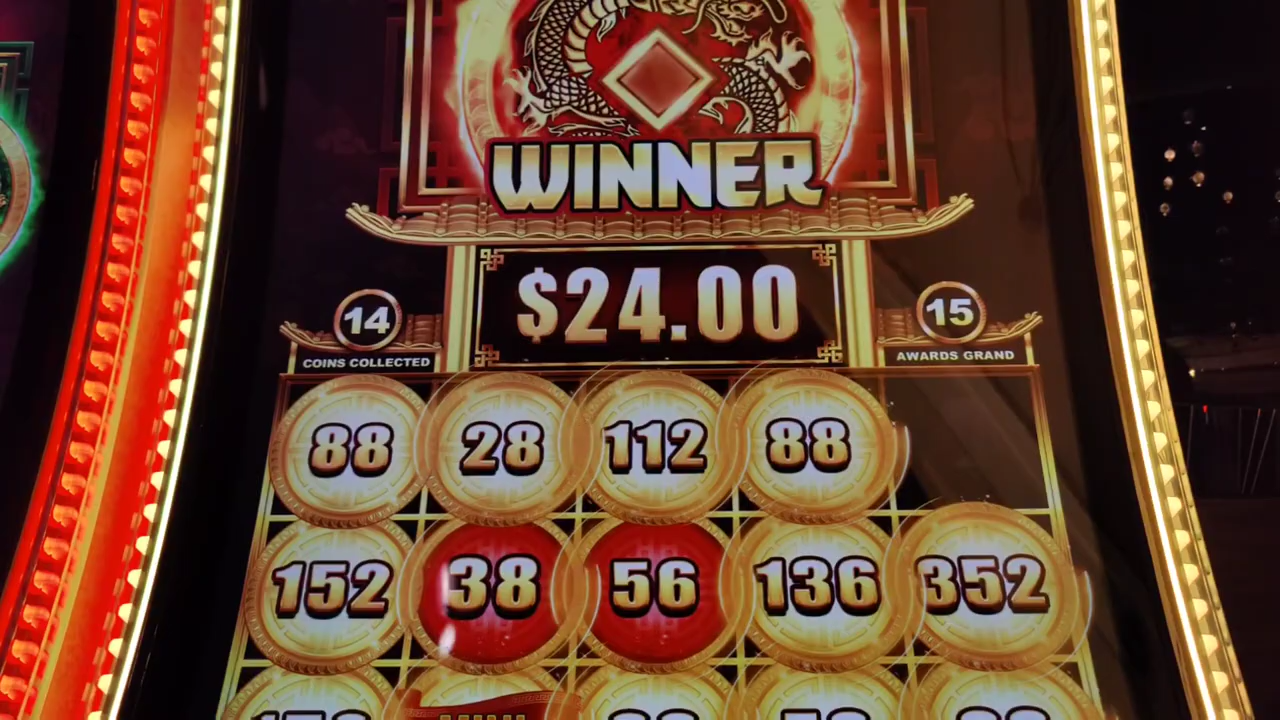 WINNER
$24.00
14
15
COINS COLLECTED
AWARDS GRAND
88 28 112 88
152 38 56 136 352